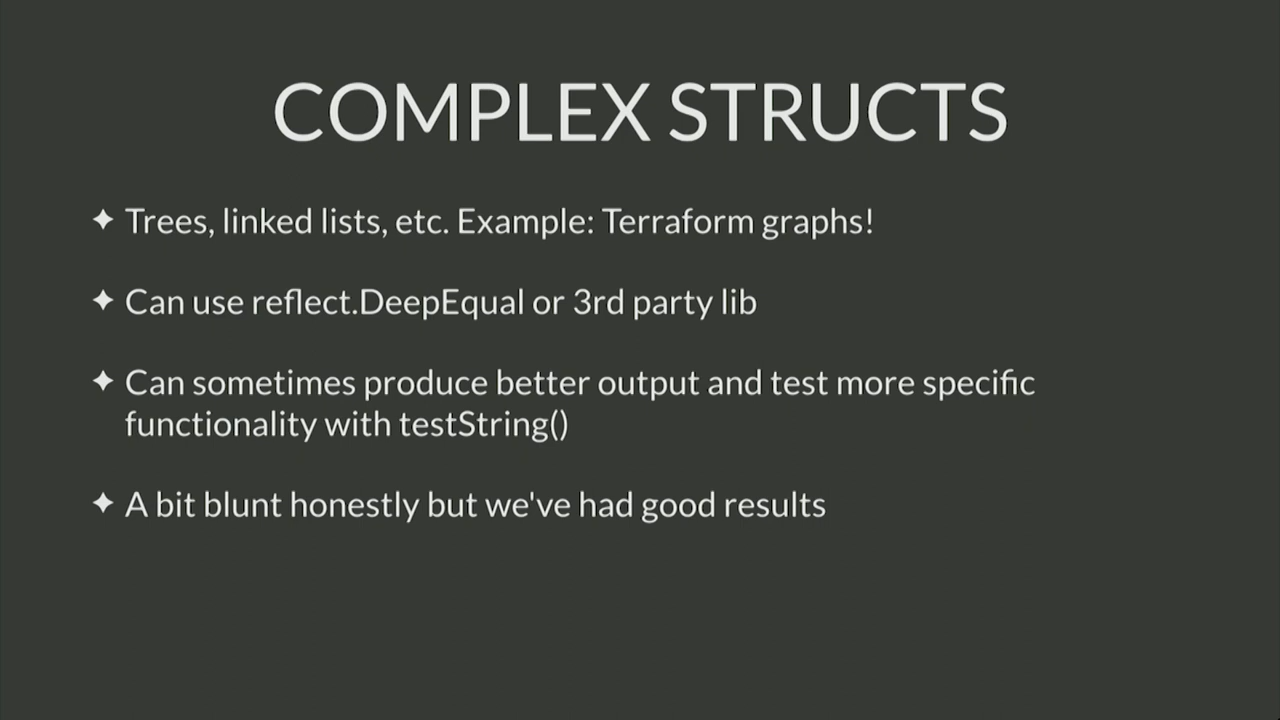 COMPLEX STRUCTS
✦ Trees, linked lists, etc. Example: Terraform graphs!
✦ Can use reflect.DeepEqual or 3rd party lib
✦ Can sometimes produce better output and test more specific
functionality with testString()
✦ A bit blunt honestly but we've had good results